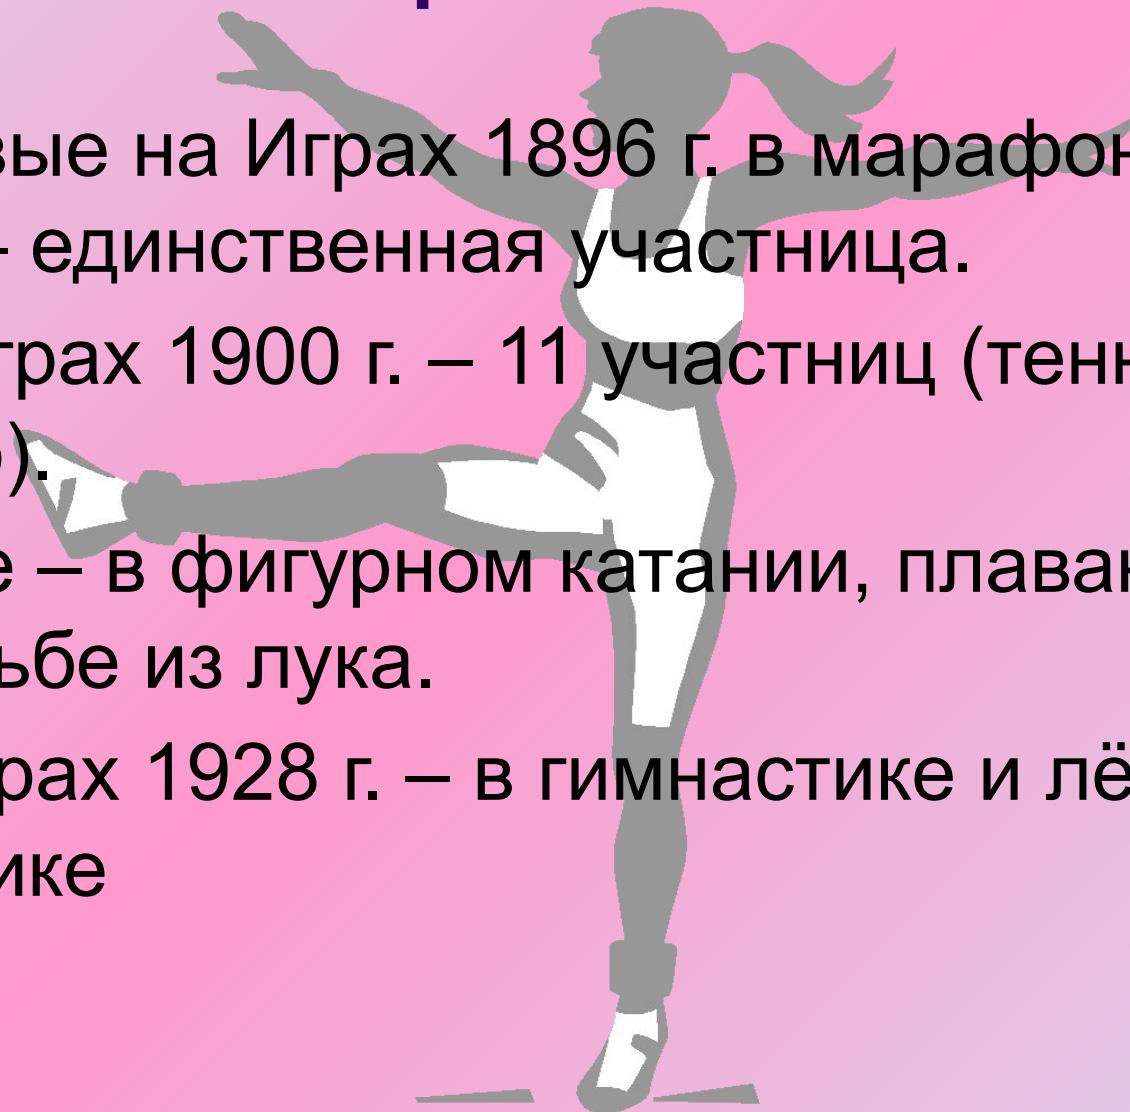 вые на Играх 1896 г. в марафон
– единственная участница.
грах 1900 г. – 11 участниц (тенн
).
е – в фигурном катании, плаван
ьбе из лука.
рах 1928 г. – в гимнастике и лё
ике